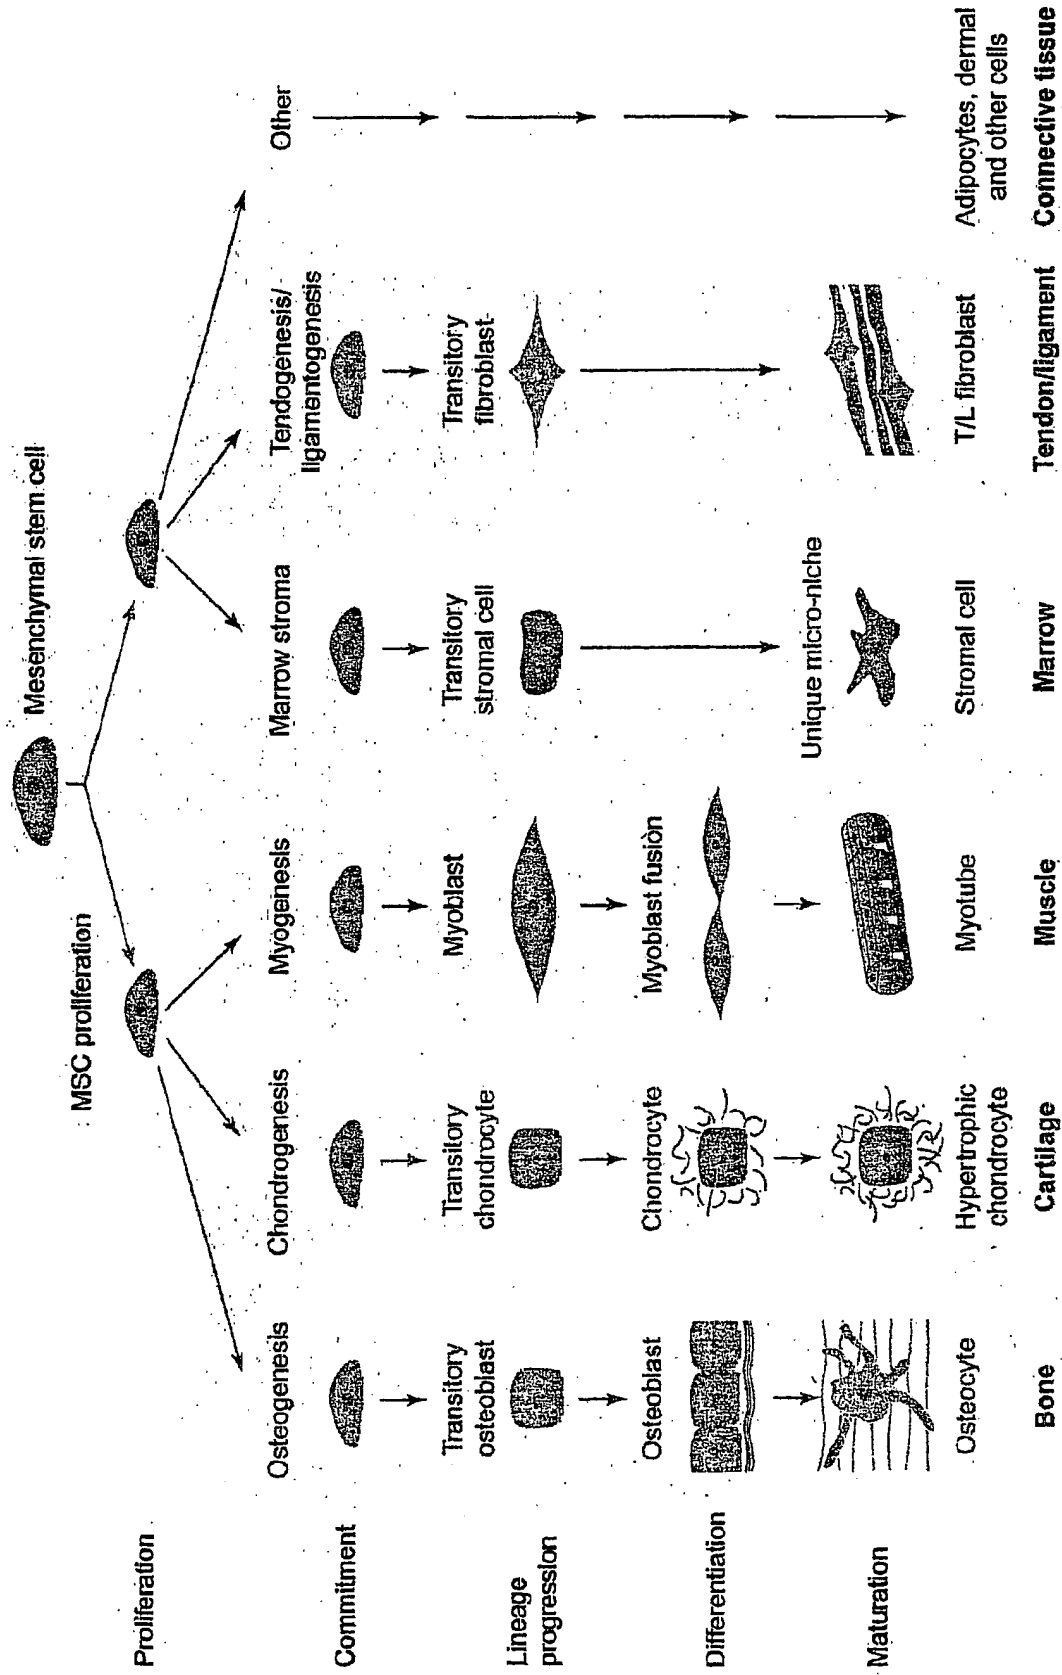 Mesenchymal stem cell
MSC proliferation
Proliferation
Osteogenesis
Chondrogenesis
Myogenesis
Marrow stroma
Tendogenesis/
ligamentogenesis
Other
Commitment
Transitory
osteoblast
Transitory
chondrocyte
Myoblast
Transitory
stromal cell
Transitory
fibroblast
Lineage
progression
Osteoblast
Chondrocyte
Myoblast fusion
Differentiation
Unique micro-niche
Maturation
Osteocyte
Hypertrophic
chondrocyte
Myotube
Stromal cell
T/L fibroblast
Adipocytes, dermal
and other cells
Bone
Cartilage
Muscle
Marrow
Tendon/ligament
Connective tissue